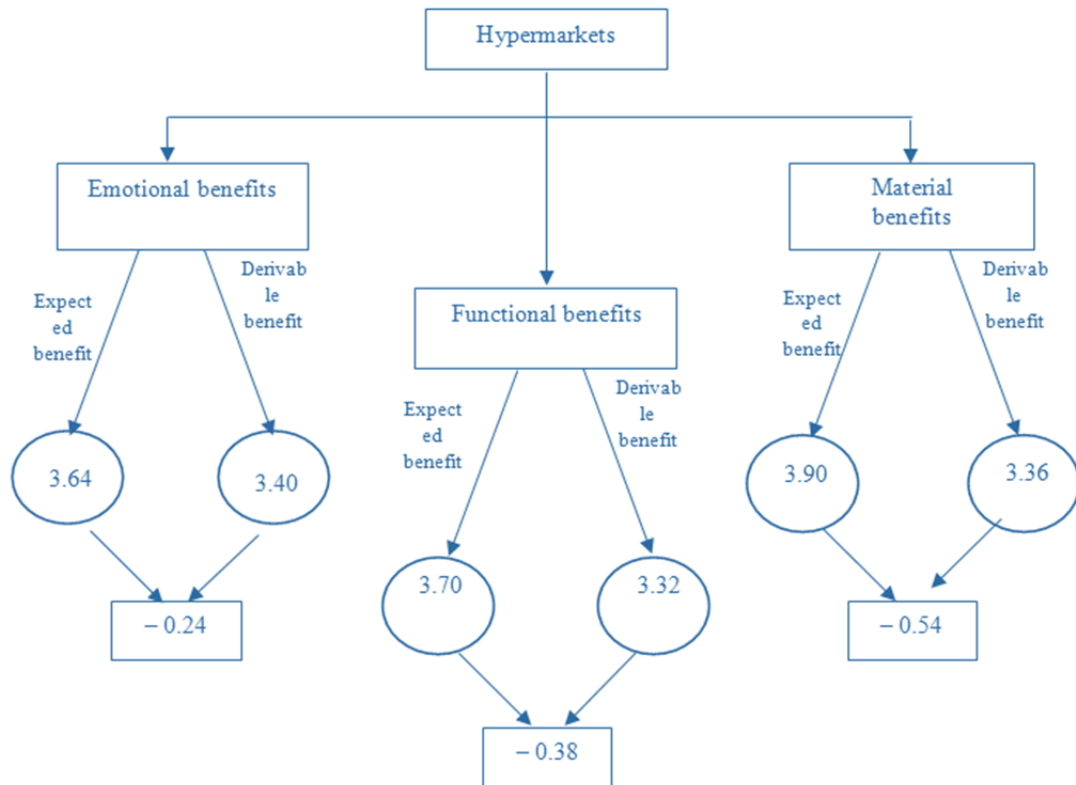 Hypermarkets
Emotional benefits
Material
benefits
Functional benefits
Expect
ed
benefit
Derivab
le
benefit
Expect
ed
benefit
Derivab
le
benefit
Expect
ed
benefit
Derivab
le
benefit
3.64
3.40
3.90
3.36
3.70
3.32
– 0.24
– 0.54
– 0.38